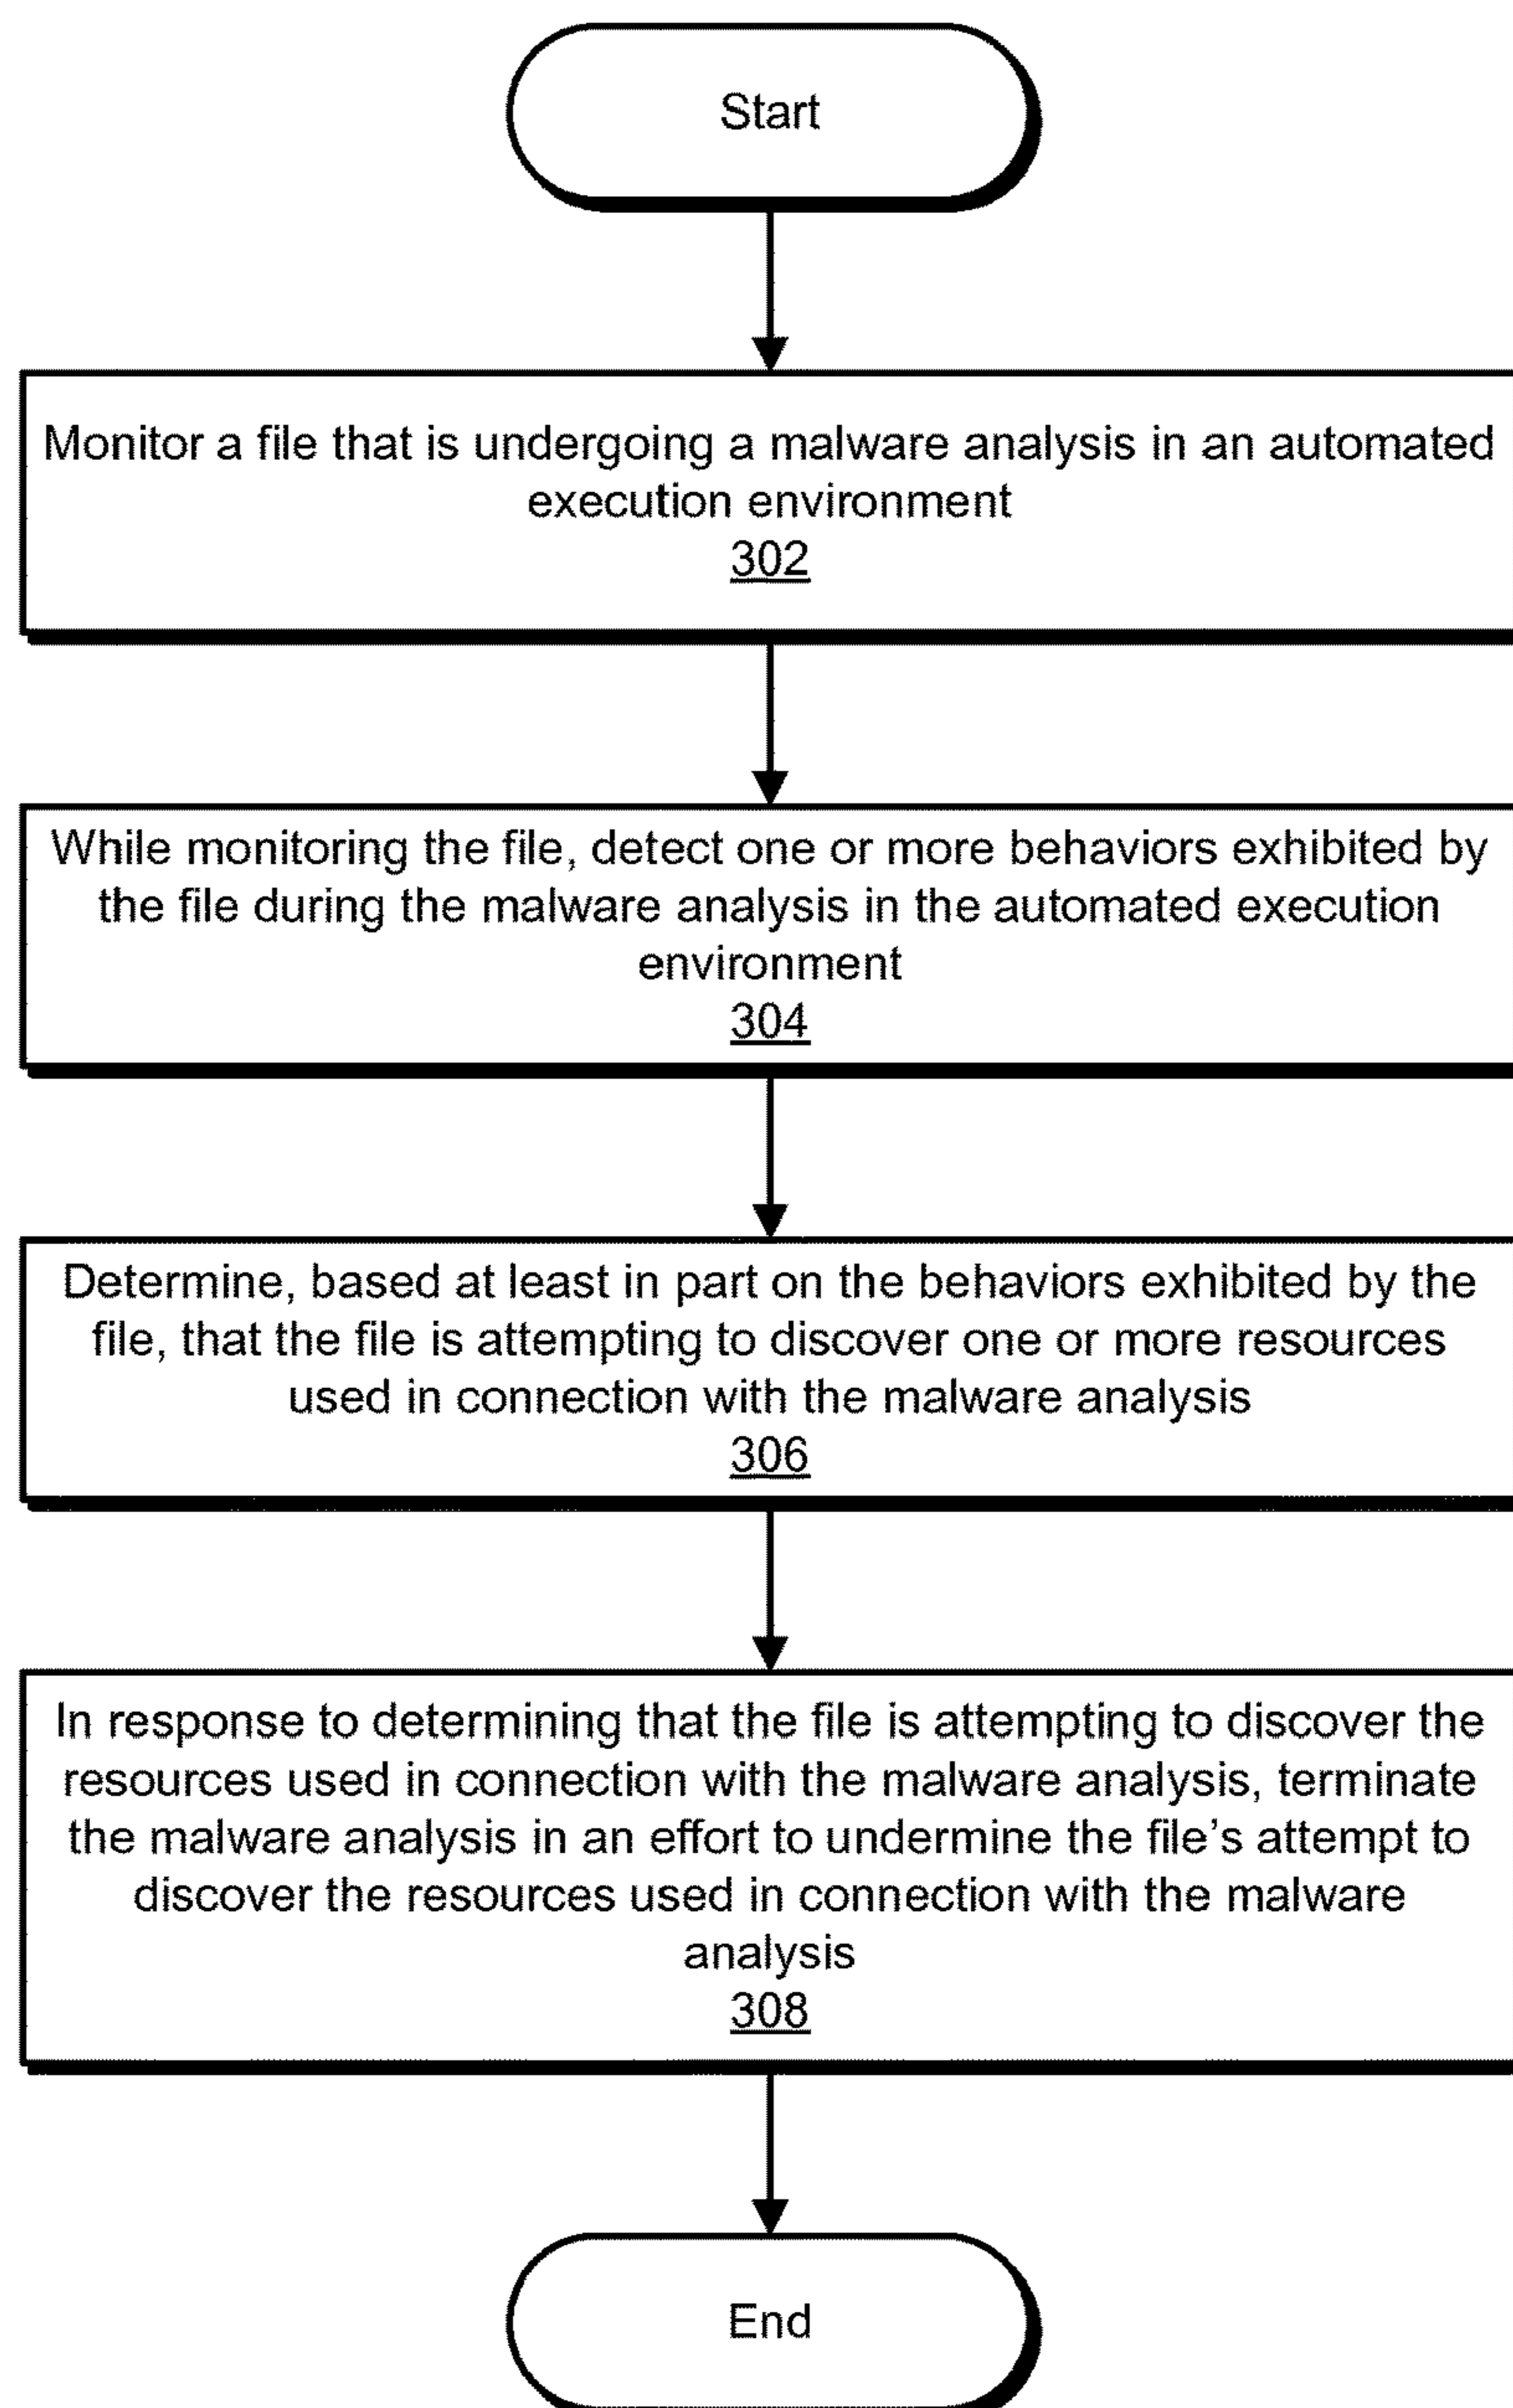 Start
Monitor a file that is undergoing a malware analysis in an automated
execution environment
302
While monitoring the file, detect one or more behaviors exhibited by
the file during the malware analysis in the automated execution
environment
304
Determine, based at least in part on the behaviors exhibited by the
file, that the file is attempting to discover one or more resources
used in connection with the malware analysis
306
In response to determining that the file is attempting to discover the
resources used in connection with the malware analysis, terminate
the malware analysis in an effort to undermine the file’s attempt to
discover the resources used in connection with the malware
analysis
308
End